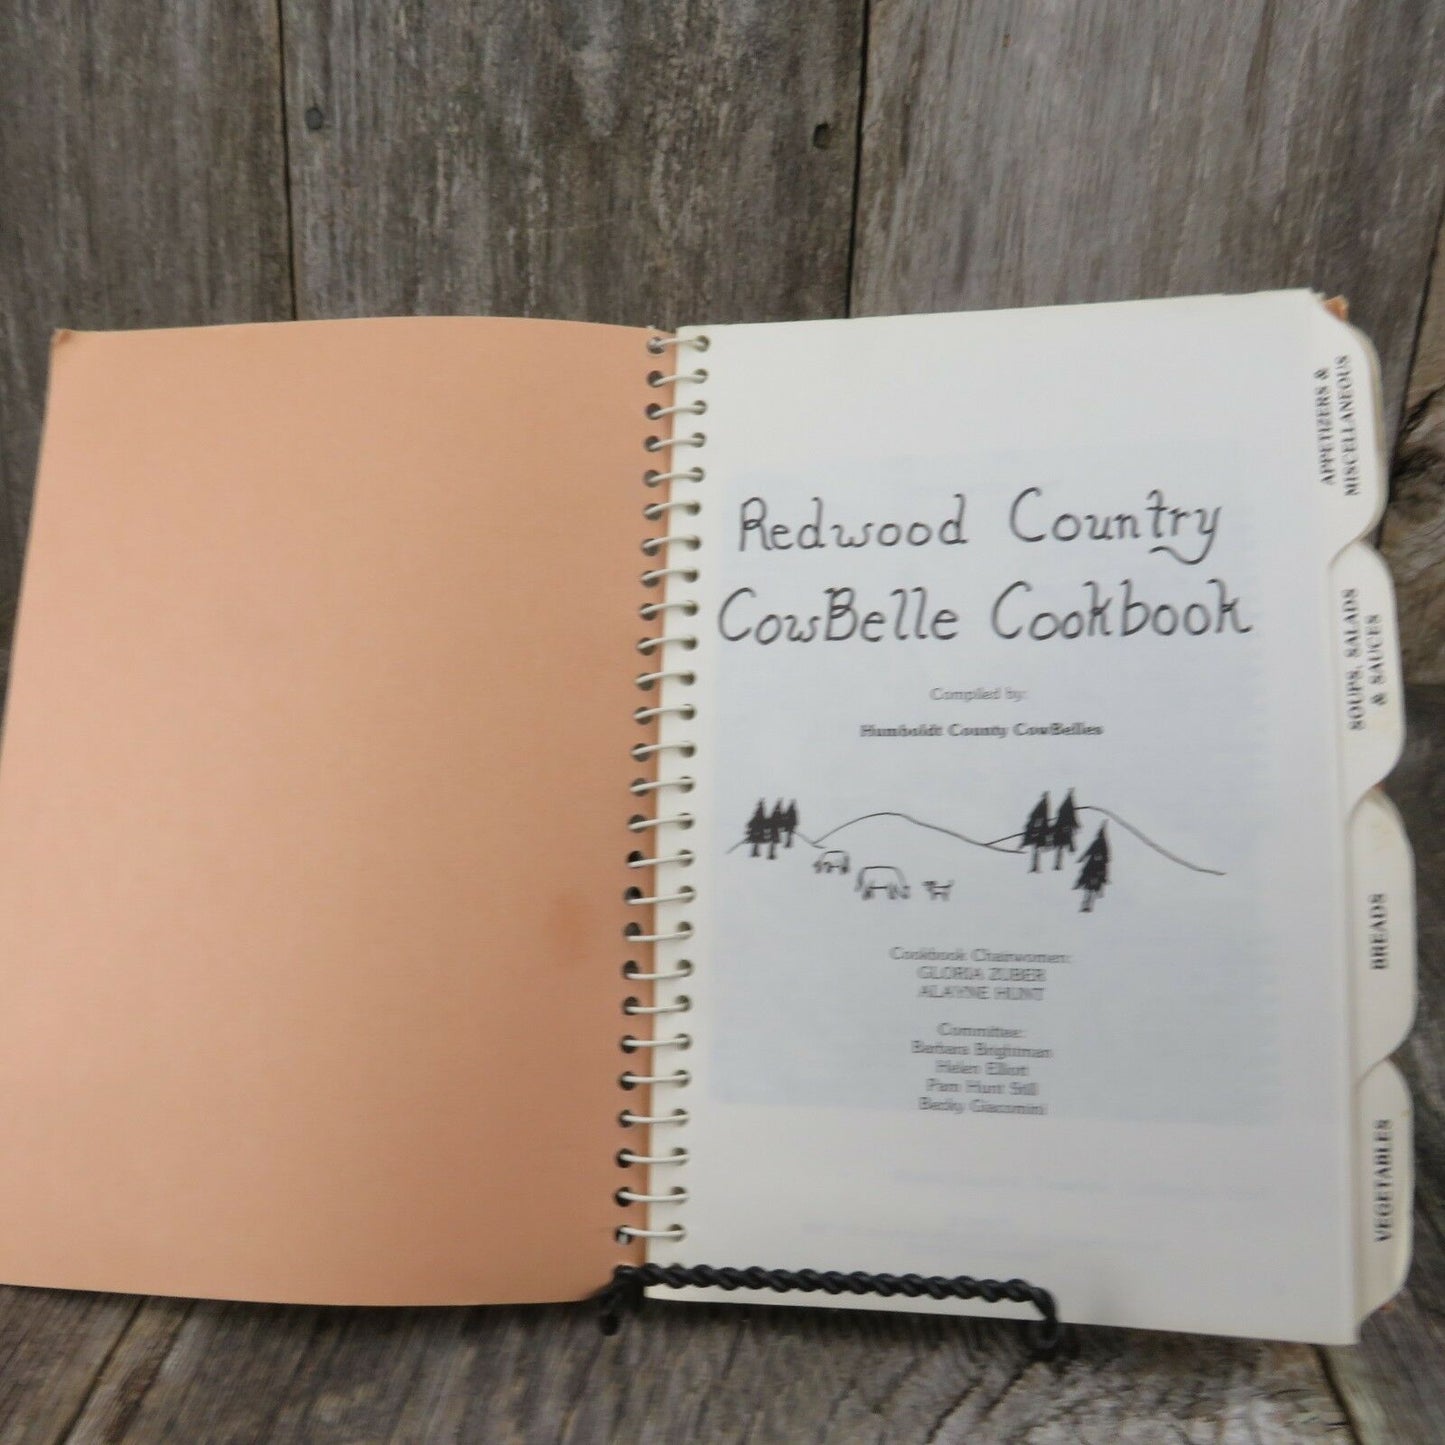 Redwood Country
CowBelle Cookbook
Compiled by:
Humboldt County CowBelles
Cookbook Chairwomen:
GLORIA ZUBER
ALAYNE HUNT
Committee:
Barbara Brightman
Helen Elliott
Pam Hunt Still
Becky Giacomini
APPETIZERS &
MISCELLANEOUS
SOUPS, SALADS
& SAUCES
BREADS
VEGETABLES